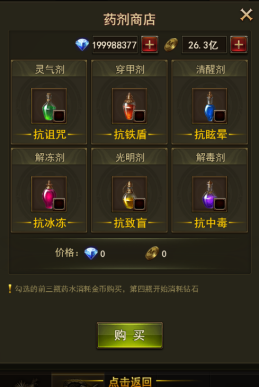 药剂商店
199988377 26.3亿
灵气剂 穿甲剂 清醒剂
抗诅咒 抗铁盾 抗眩晕
解冻剂 光明剂 解毒剂
抗冰冻 抗致盲 抗中毒
价格： 0 0
勾选的前三瓶药水消耗金币购买，第四瓶开始消耗钻石
购 买
点击返回